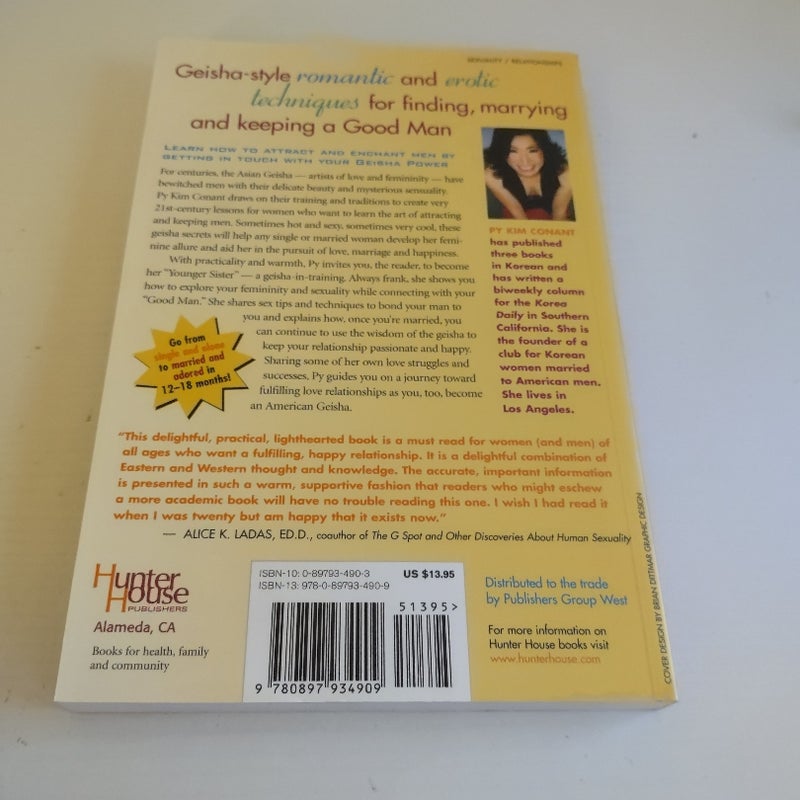 SEXUALITY / RELATIONSHIPS
Geisha-style romantic and erotic
techniques for finding, marrying
and keeping a Good Man
LEARN HOW TO ATTRACT AND ENCHANT MEN BY
GETTING IN TOUCH WITH YOUR GEISHA POWER
For centuries, the Asian Geisha — artists of love and femininity — have
bewitched men with their delicate beauty and mysterious sensuality.
Py Kim Conant draws on their training and traditions to create very
21st-century lessons for women who want to learn the art of attracting
and keeping men. Sometimes hot and sexy, sometimes very cool, these
geisha secrets will help any single or married woman develop her femi-
nine allure and aid her in the pursuit of love, marriage and happiness.
With practicality and warmth, Py invites you, the reader, to become
her "Younger Sister" — a geisha-in-training. Always frank, she shows you
how to explore your femininity and sexuality while connecting with your
"Good Man." She shares sex tips and techniques to bond your man to
you and explains how, once you're married, you
can continue to use the wisdom of the geisha to
keep your relationship passionate and happy.
Sharing some of her own love struggles and
successes, Py guides you on a journey toward
fulfilling love relationships as you, too, become
an American Geisha.
Go from
single and alone
to married and
adored in
12–18 months!
PY KIM CONANT
has published
three books
in Korean and
has written a
biweekly column
for the Korea
Daily in Southern
California. She is
the founder of a
club for Korean
women married
to American men.
She lives in
Los Angeles.
"This delightful, practical, lighthearted book is a must read for women (and men) of
all ages who want a fulfilling, happy relationship. It is a delightful combination of
Eastern and Western thought and knowledge. The accurate, important information
is presented in such a warm, supportive fashion that readers who might eschew
a more academic book will have no trouble reading this one. I wish I had read it
when I was twenty but am happy that it exists now."
— ALICE K. LADAS, ED.D., coauthor of The G Spot and Other Discoveries About Human Sexuality
Hunter
House
PUBLISHERS
Alameda, CA
Books for health, family
and community
ISBN-10: 0-89793-490-3 US $13.95
ISBN-13: 978-0-89793-490-9
51395>
9 780897 934909
Distributed to the trade
by Publishers Group West
For more information on
Hunter House books visit
www.hunterhouse.com
COVER DESIGN BY BRIAN DITTMAR GRAPHIC DESIGN